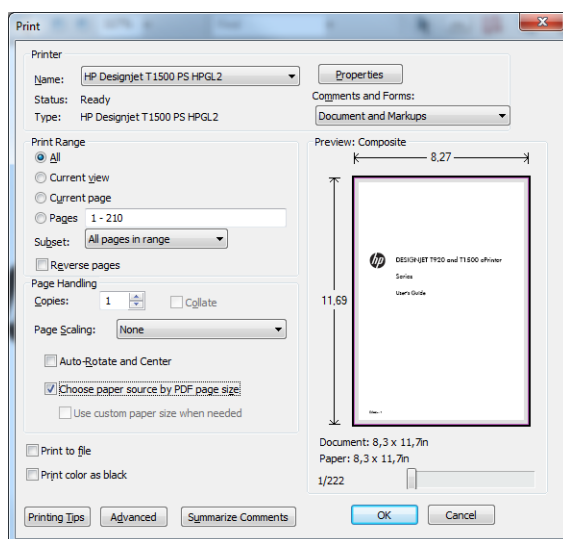 Print
Printer
Name: HP Designjet T1500 PS HPGL2
Properties
Status: Ready
Comments and Forms:
Type: HP Designjet T1500 PS HPGL2
Document and Markups
Print Range
All
Current view
Current page
Pages 1 - 210
Subset: All pages in range
Reverse pages
Page Handling
Copies: 1
Collate
Page Scaling: None
Auto-Rotate and Center
Choose paper source by PDF page size
Use custom paper size when needed
Print to file
Print color as black
Preview: Composite
8,27
11,69
hp
DESIGNJET T920 and T1500 ePrinter
Series
User's Guide
Document: 8,3 x 11,7in
Paper: 8,3 x 11,7in
1/222
Printing Tips
Advanced
Summarize Comments
OK
Cancel